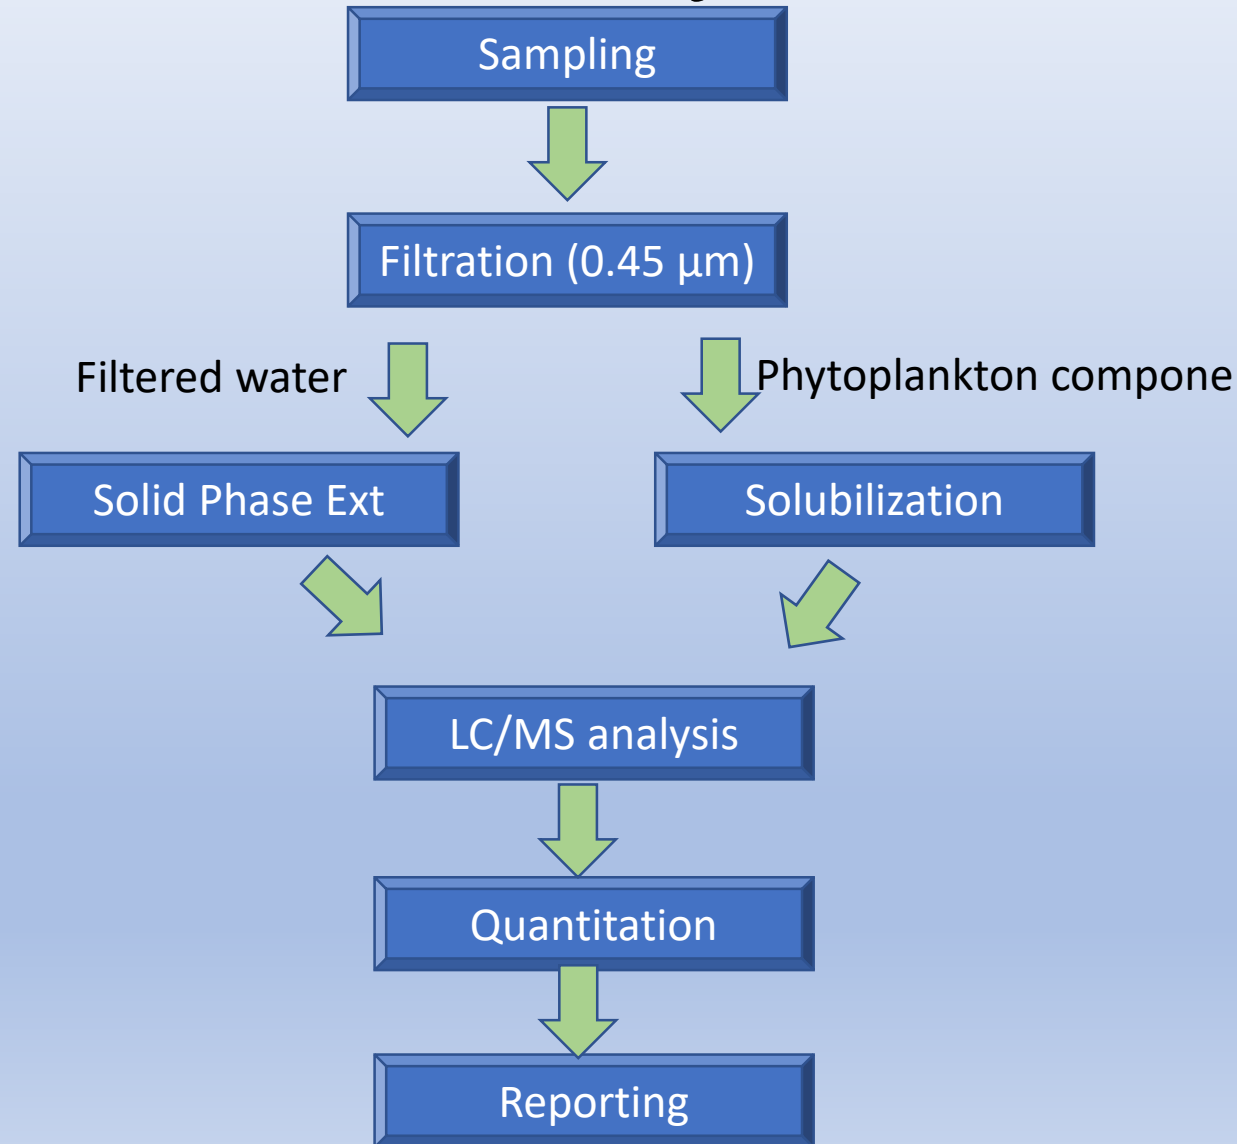 Sampling
Filtration (0.45 µm)
Filtered water
Phytoplankton compone
Solid Phase Ext
Solubilization
LC/MS analysis
Quantitation
Reporting